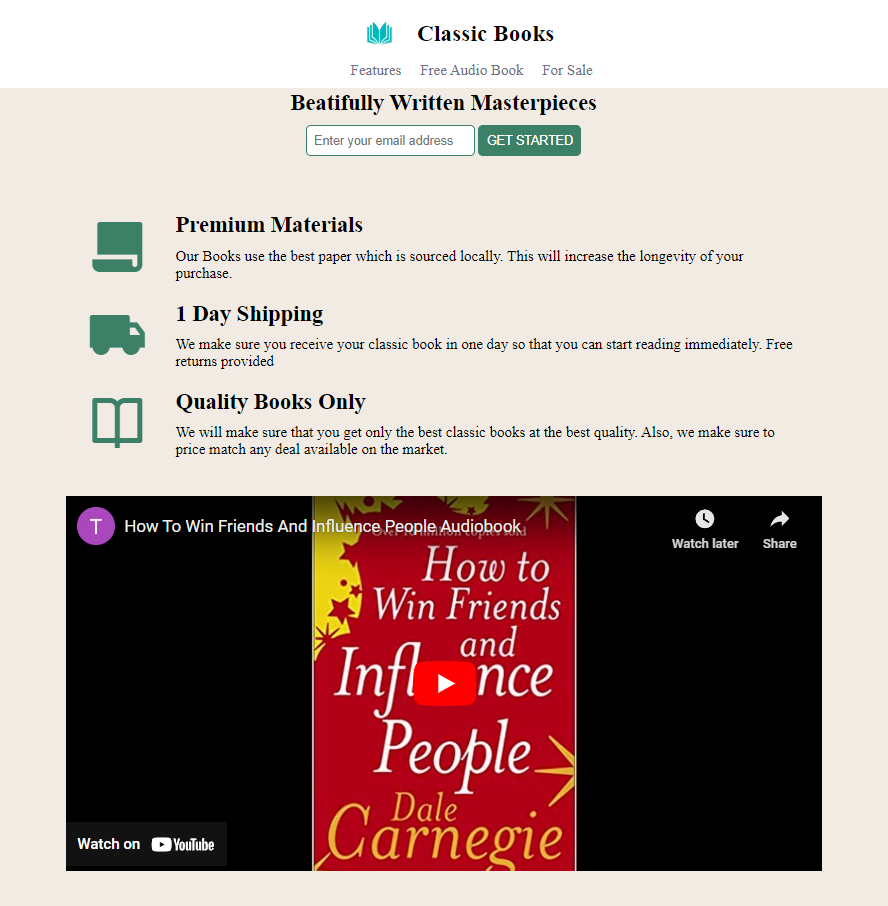 Classic Books
Features Free Audio Book For Sale
Beatifully Written Masterpieces
Enter your email address GET STARTED
Premium Materials
Our Books use the best paper which is sourced locally. This will increase the longevity of your
purchase.
1 Day Shipping
We make sure you receive your classic book in one day so that you can start reading immediately. Free
returns provided
Quality Books Only
We will make sure that you get only the best classic books at the best quality. Also, we make sure to
price match any deal available on the market.
T How To Win Friends And Influence People Audiobook
Watch later Share
Over 16 million copies sold
How to
Win Friends
and
Influence
People
Dale
Carnegie
Watch on YouTube